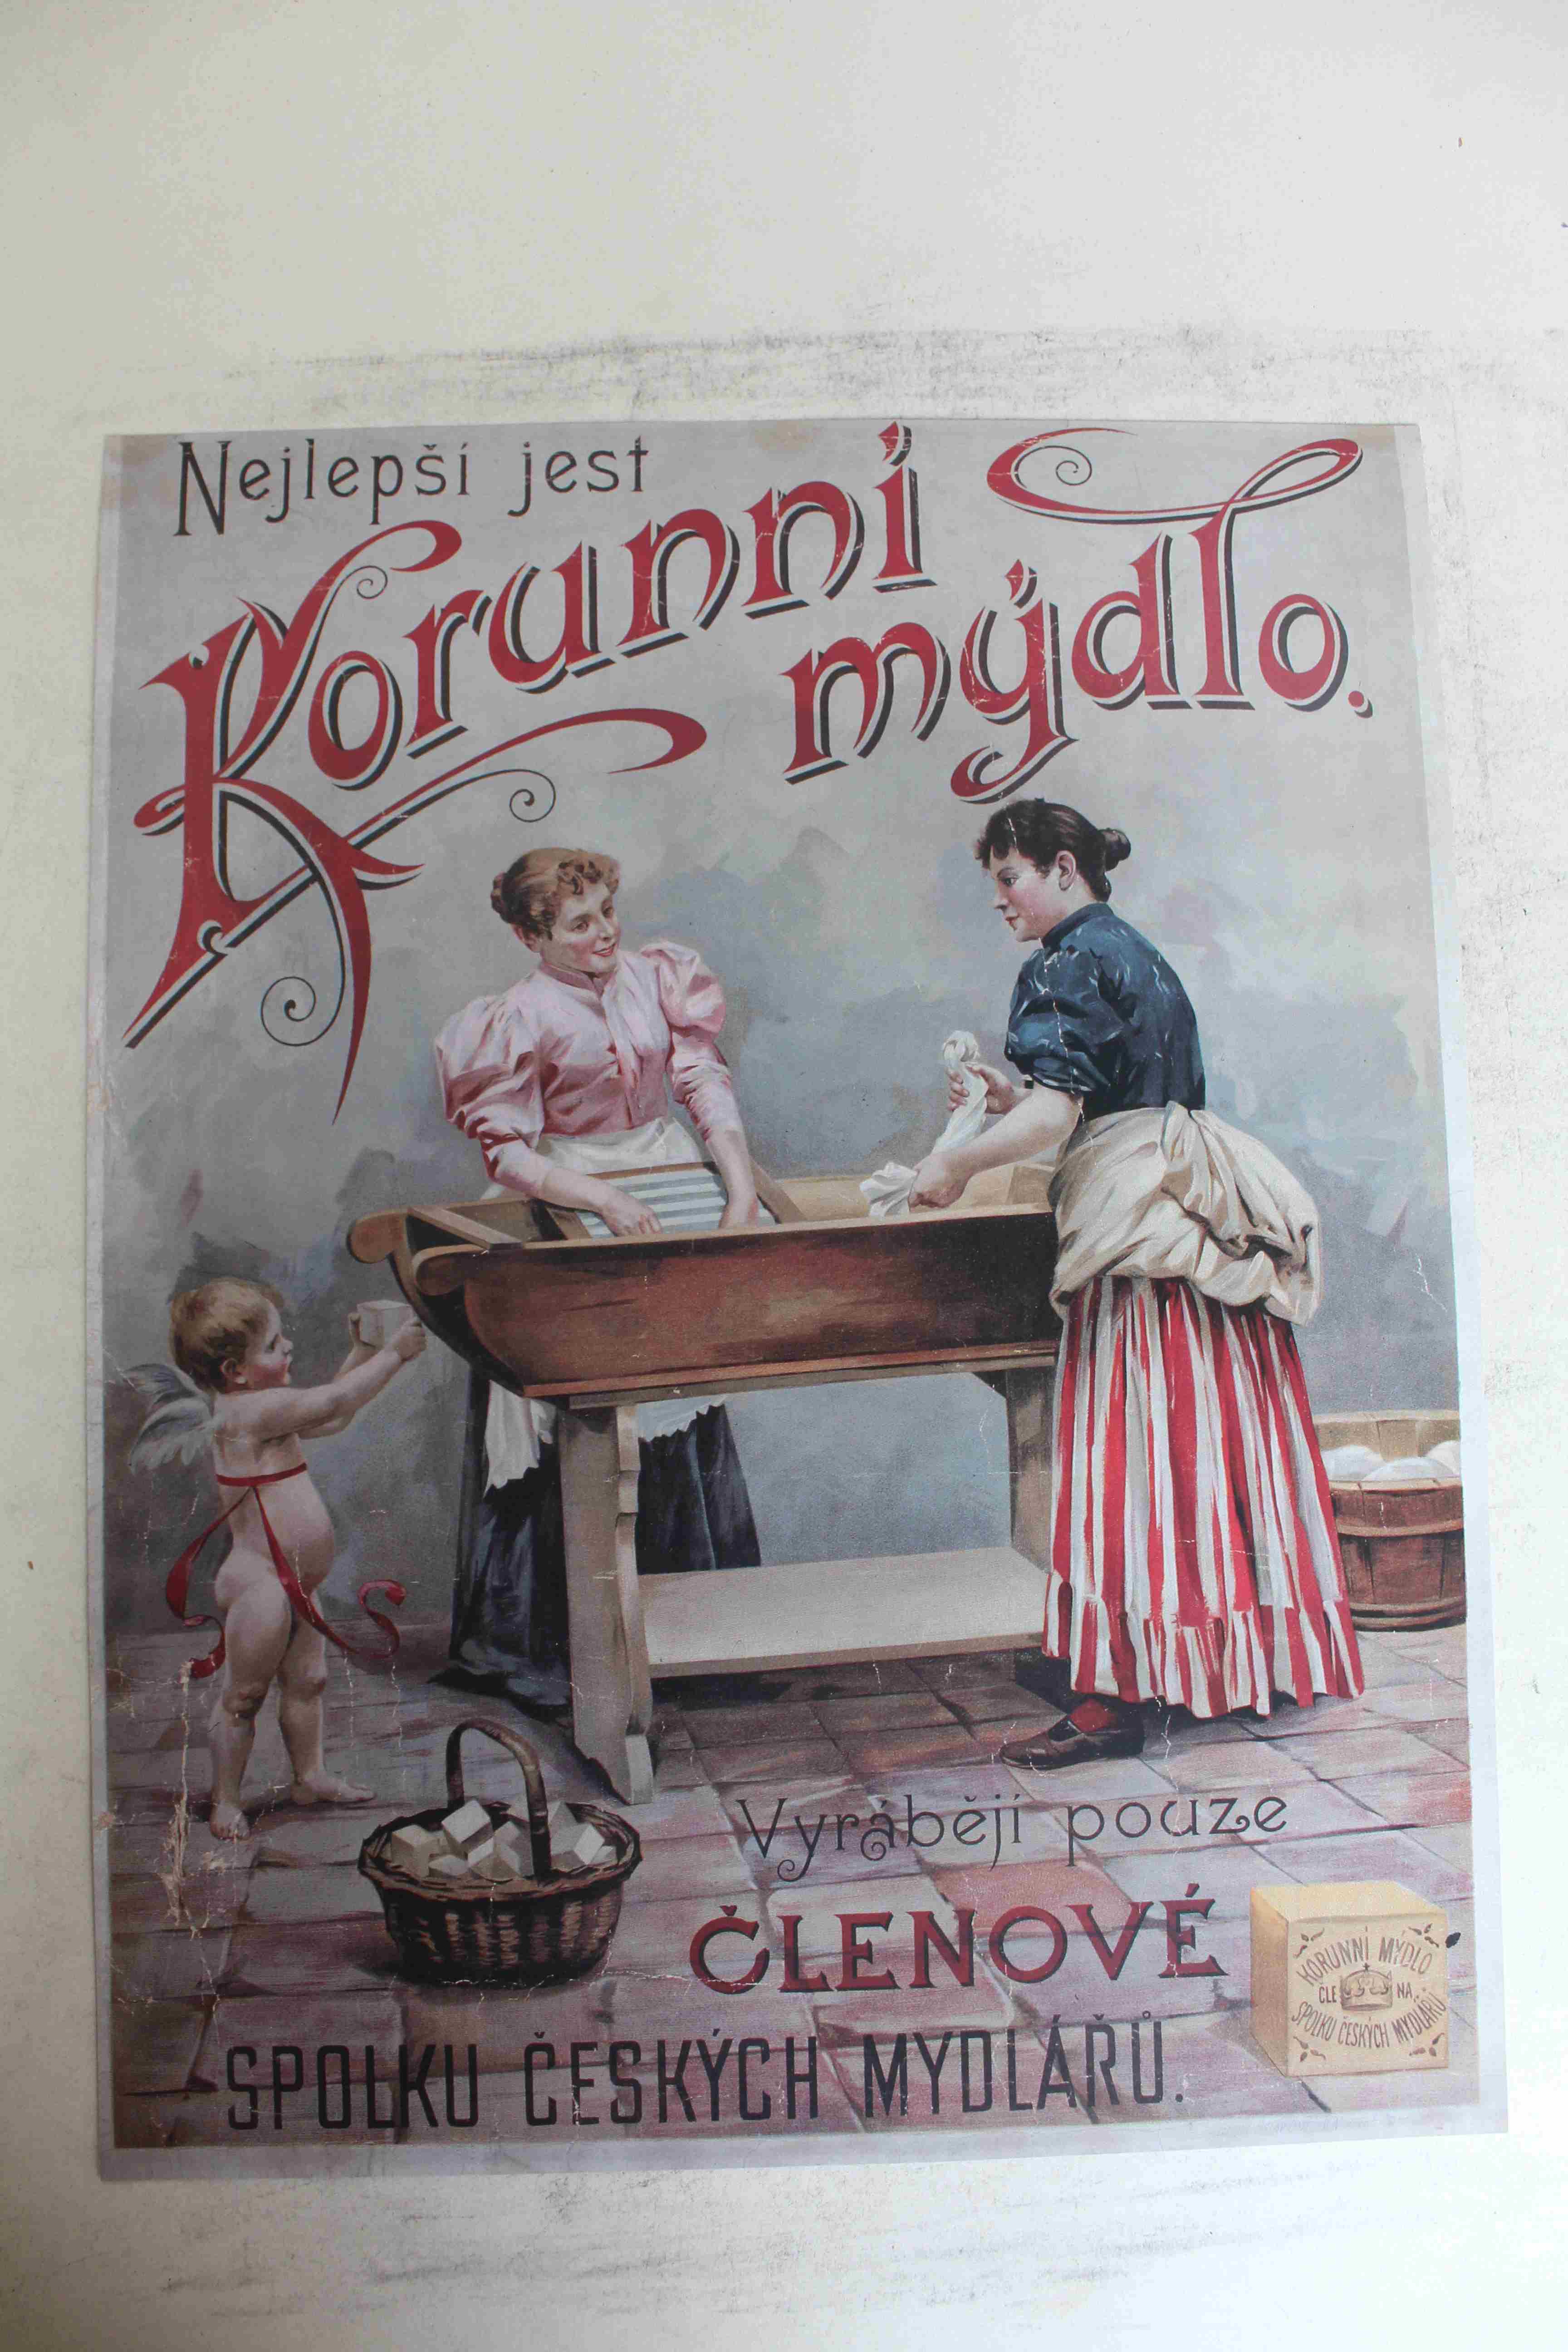 Nejlepší jest
Korunní
mýdlo.
Vyrábějí pouze
ČLENOVÉ
SPOLKU ČESKÝCH MYDLÁŘŮ.
KORUNNÍ MÝDLO
ČLE NA
SPOLKU ČESKÝCH MYDLÁŘŮ